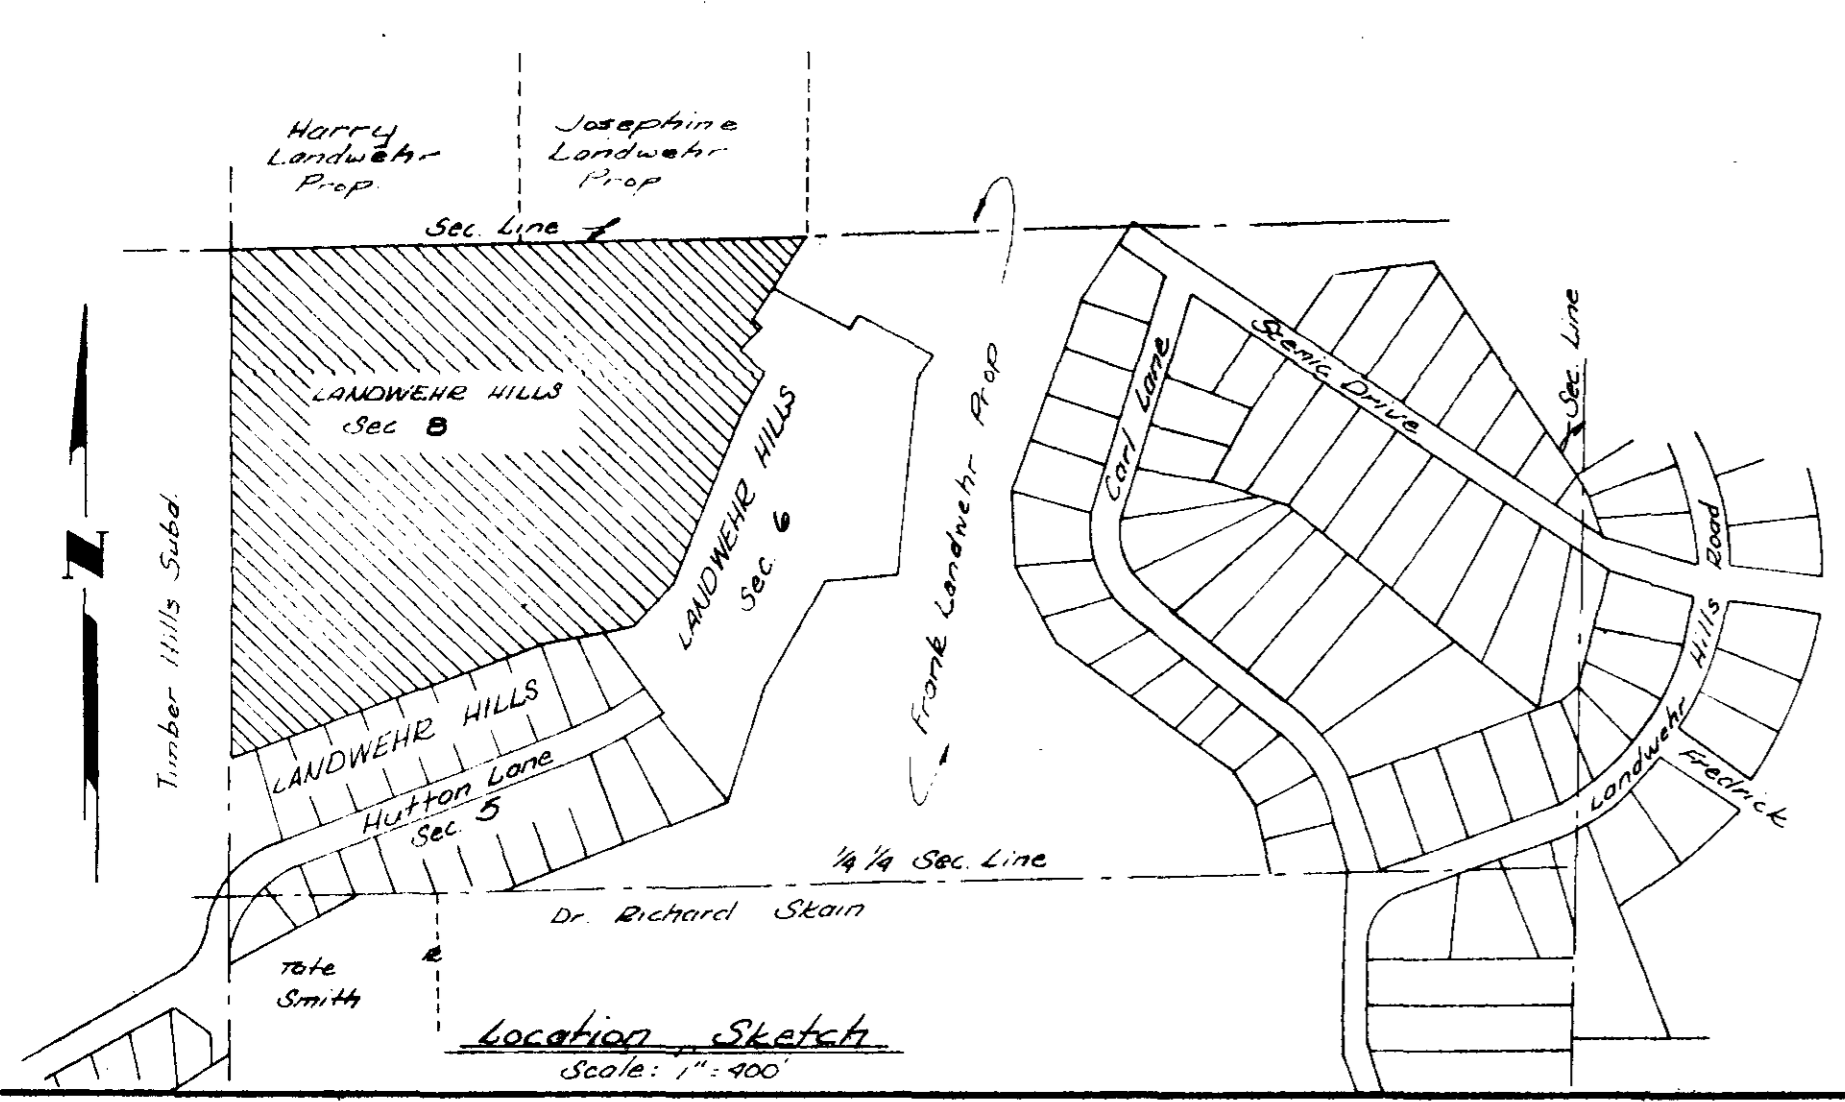 Harry
Landwehr
Prop.
Josephine
Landwehr
Prop
Sec. Line
LANDWEHR HILLS
Sec 8
N
Timber Hills Subd.
LANDWEHR HILLS
Sec. 6
Frank Landwehr Prop
Carl Lane
Scenic Drive
Sec. Line
Landwehr Hills Road
Fredrick
LANDWEHR HILLS
Hutton Lane
Sec. 5
1/4 1/4 Sec. Line
Dr. Richard Skain
Tate
Smith
Location Sketch
Scale: 1" = 400'